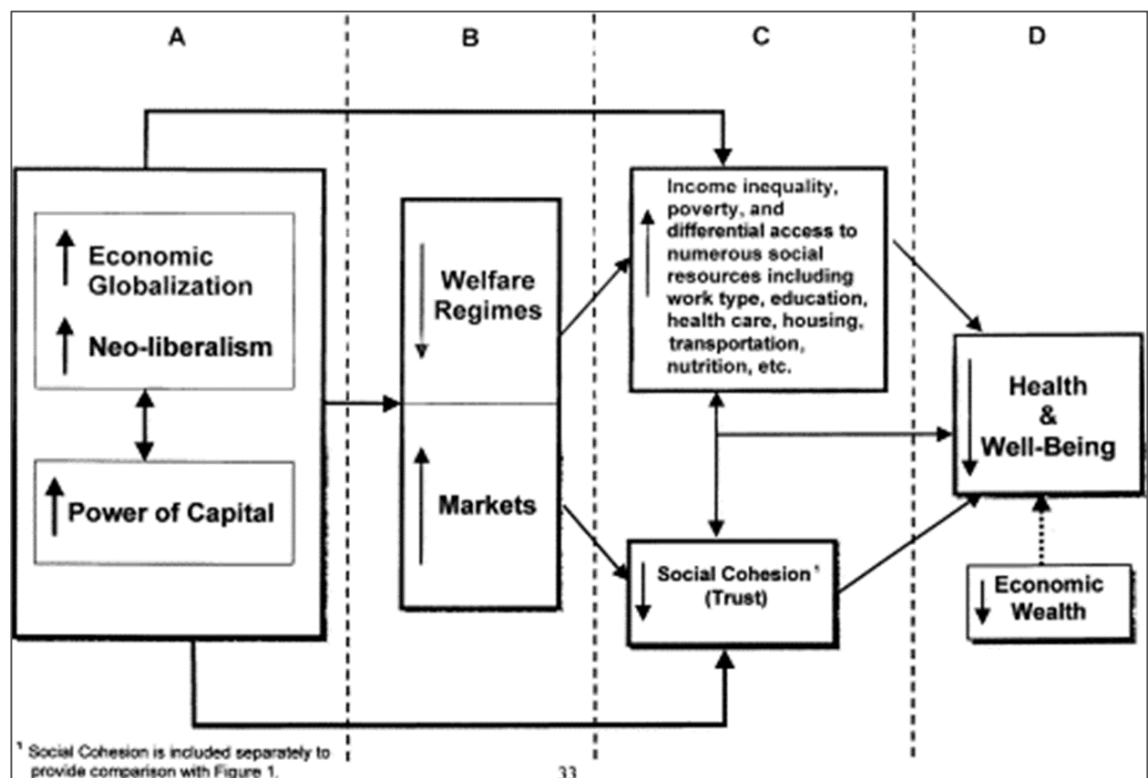 A
B
C
D
Economic
Globalization
Neo-liberalism
Power of Capital
Welfare
Regimes
Markets
Income inequality,
poverty, and
differential access to
numerous social
resources including
work type, education,
health care, housing,
transportation,
nutrition, etc.
Social Cohesion¹
(Trust)
Health
&
Well-Being
Economic
Wealth
¹ Social Cohesion is included separately to
provide comparison with Figure 1.
33